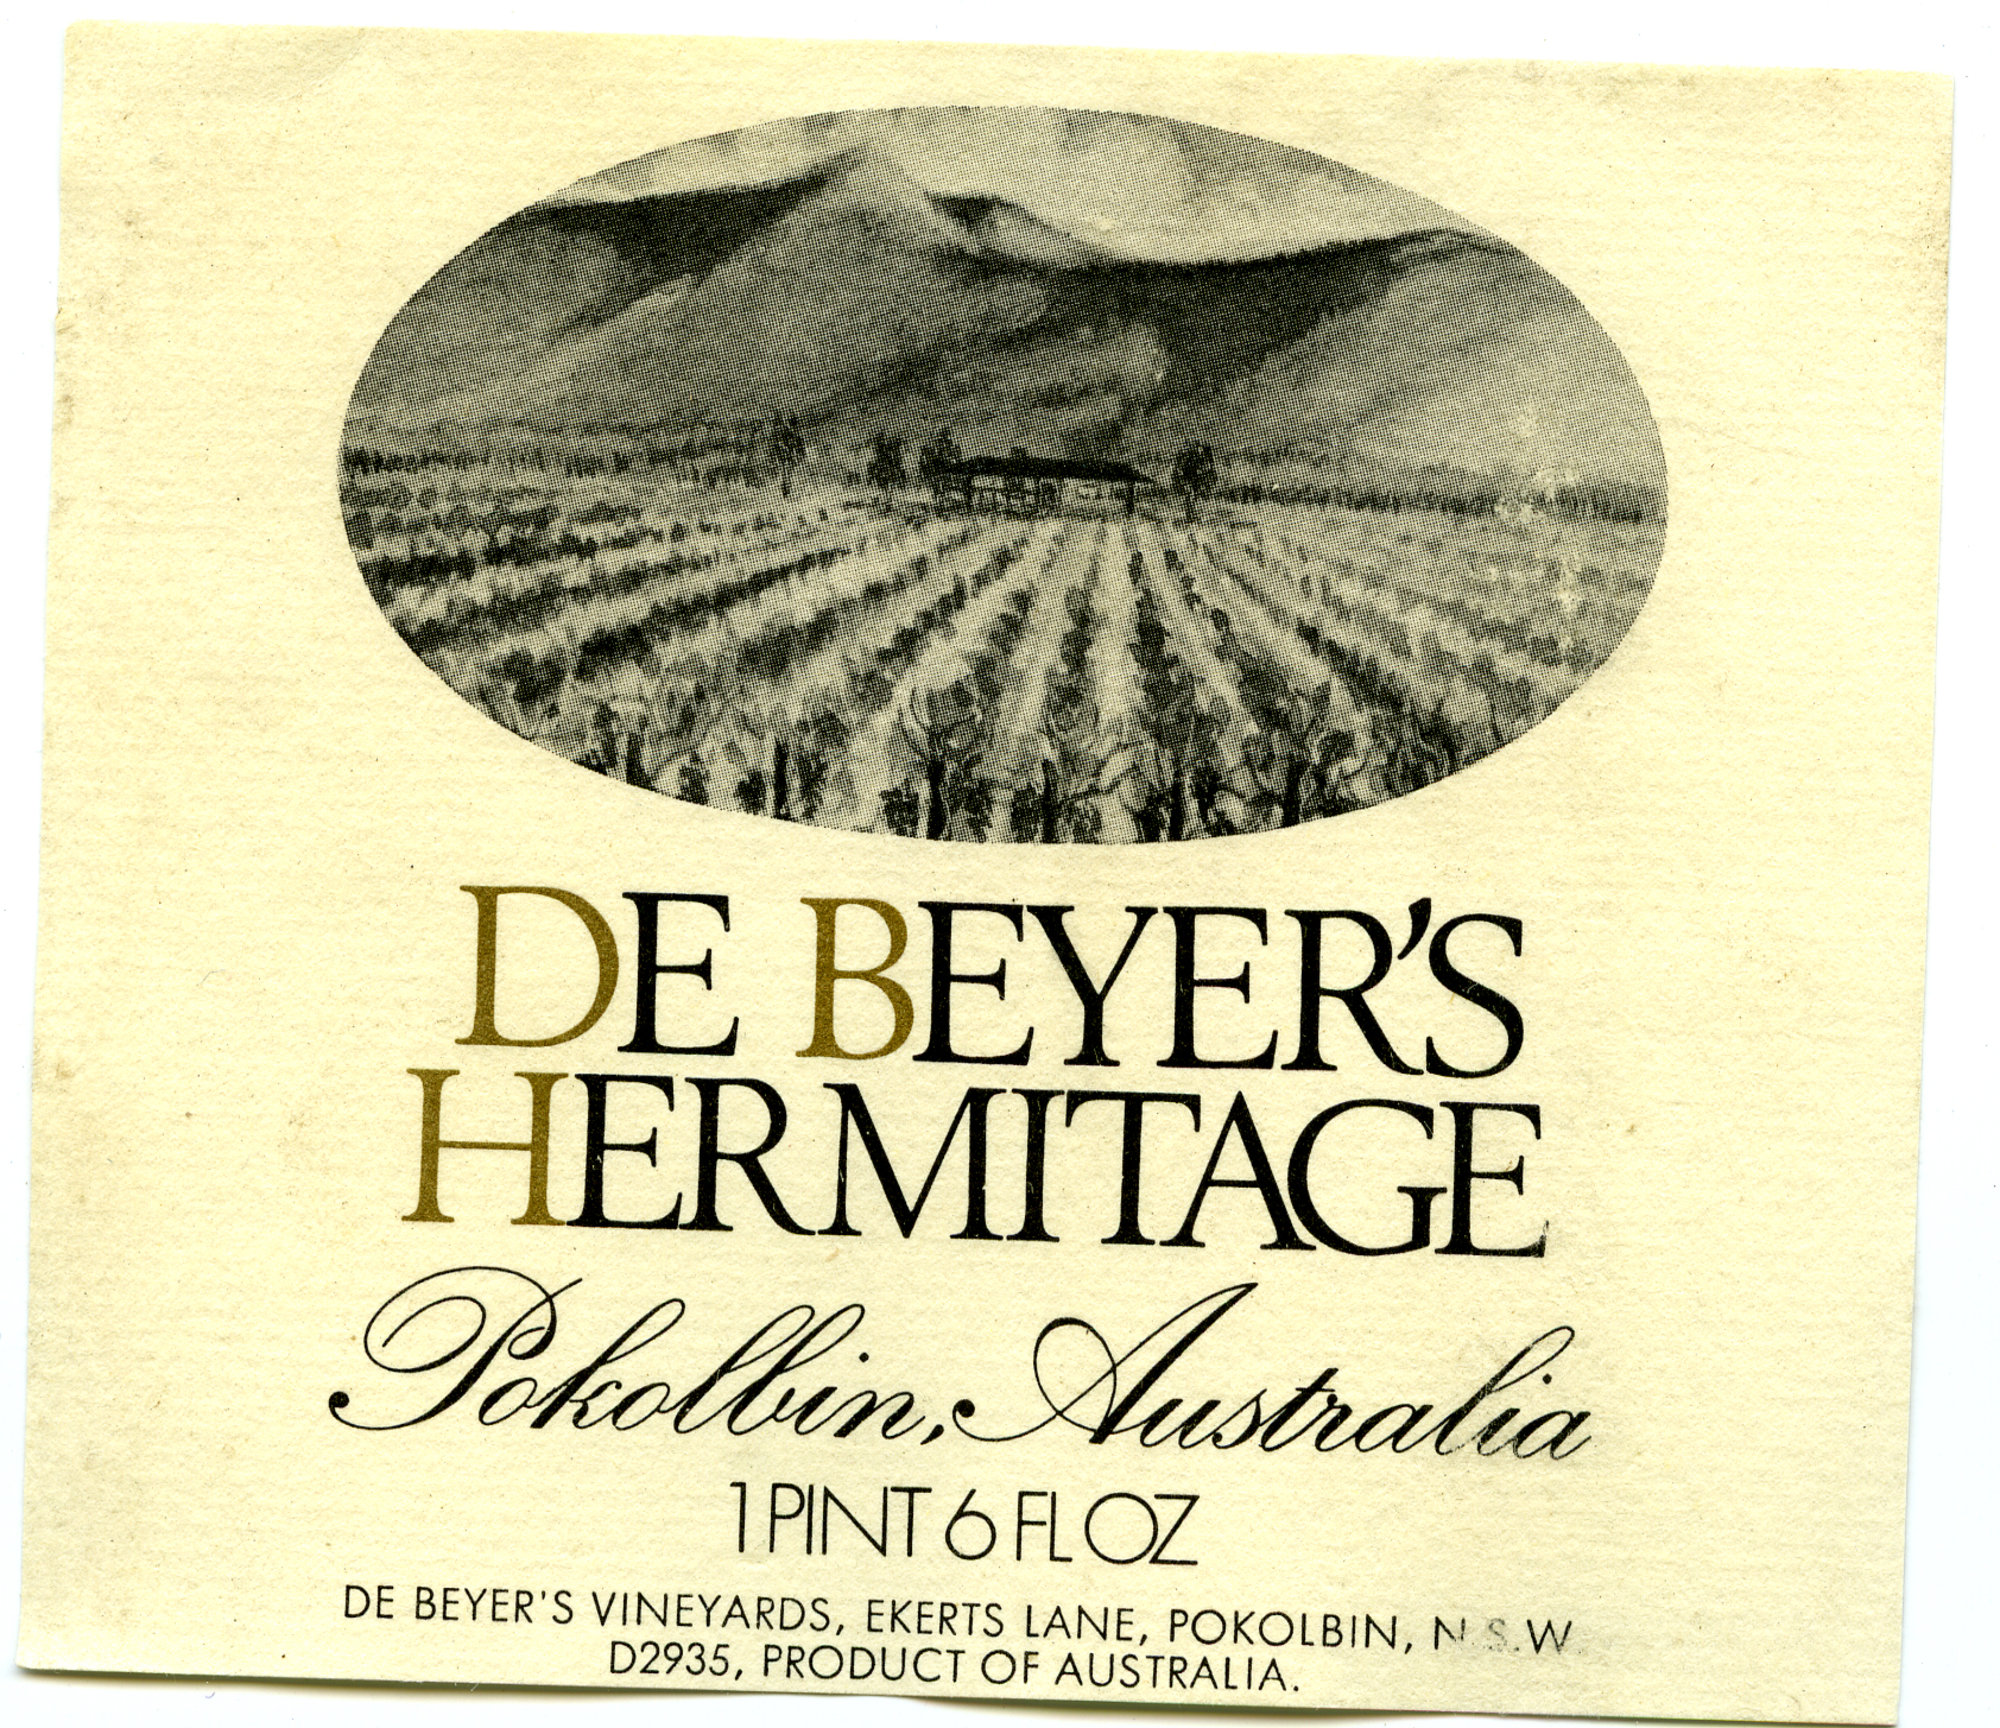 DE BEYER'S
HERMITAGE
Pokolbin, Australia
1 PINT 6 FL OZ
DE BEYER'S VINEYARDS, EKERTS LANE, POKOLBIN, N.S.W.
D2935, PRODUCT OF AUSTRALIA.